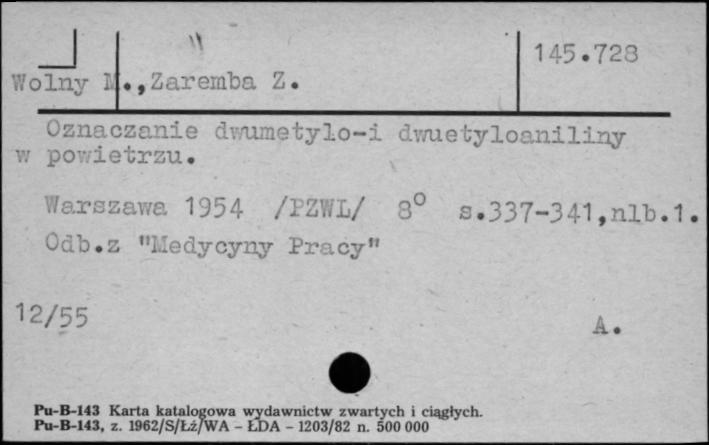 145.728
Wolny M.,Zaremba Z.
Oznaczanie dwumetylo-i dwuetyloaniliny
w powietrzu.
Warszawa 1954 /PZWL/ 8° s.337-341,nlb.1.
Odb.z "Medycyny Pracy"
12/55 A.
Pu-B-143 Karta katalogowa wydawnictw zwartych i ciągłych.
Pu-B-143, z. 1962/S/Łź/WA - ŁDA - 1203/82 n. 500 000